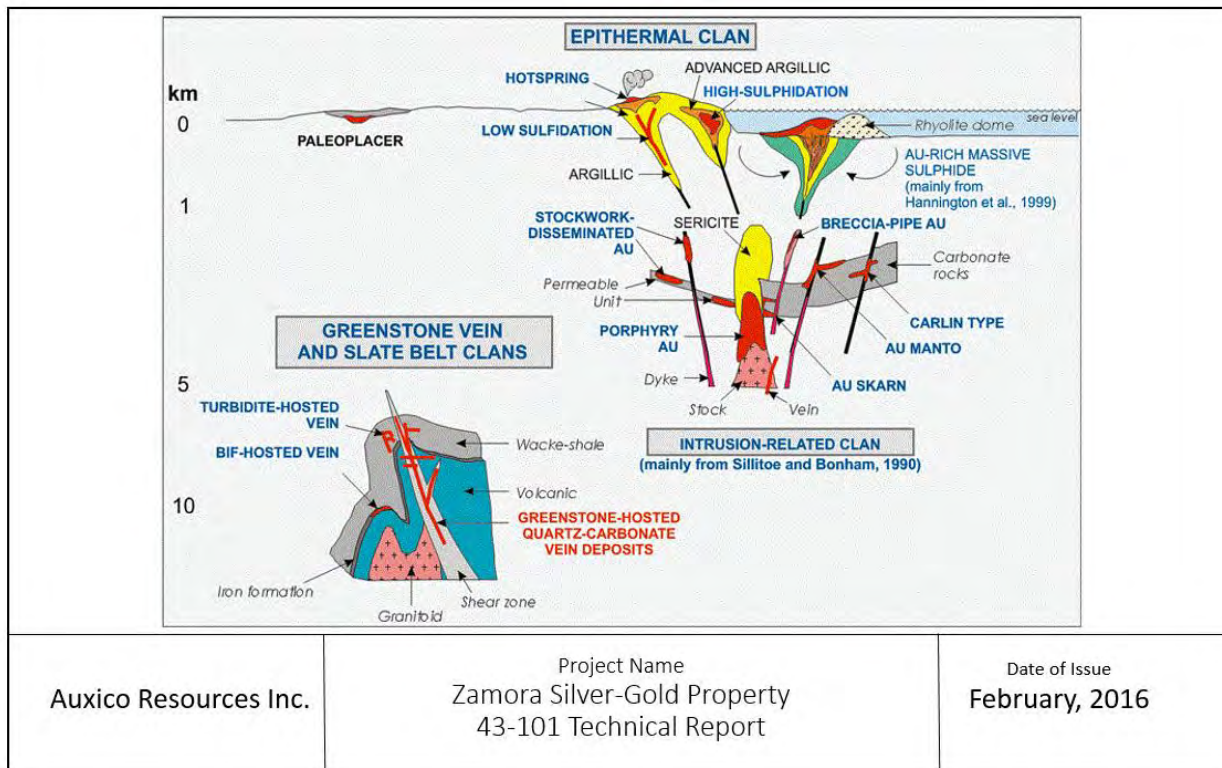 EPITHERMAL CLAN
km
0
1
5
10
HOTSPRING
ADVANCED ARGILLIC
HIGH-SULPHIDATION
sea level
Rhyolite dome
PALEOPLACER
LOW SULFIDATION
ARGILLIC
AU-RICH MASSIVE
SULPHIDE
(mainly from
Hannington et al., 1999)
STOCKWORK-
DISSEMINATED
AU
SERICITE
BRECCIA-PIPE AU
Carbonate
rocks
Permeable
Unit
CARLIN TYPE
PORPHYRY
AU
AU MANTO
Dyke
AU SKARN
Stock
Vein
INTRUSION-RELATED CLAN
(mainly from Sillitoe and Bonham, 1990)
GREENSTONE VEIN
AND SLATE BELT CLANS
TURBIDITE-HOSTED
VEIN
Wacke-shale
BIF-HOSTED VEIN
Volcanic
GREENSTONE-HOSTED
QUARTZ-CARBONATE
VEIN DEPOSITS
Iron formation
Granitoid
Shear zone
Auxico Resources Inc.
Project Name
Zamora Silver-Gold Property
43-101 Technical Report
Date of Issue
February, 2016